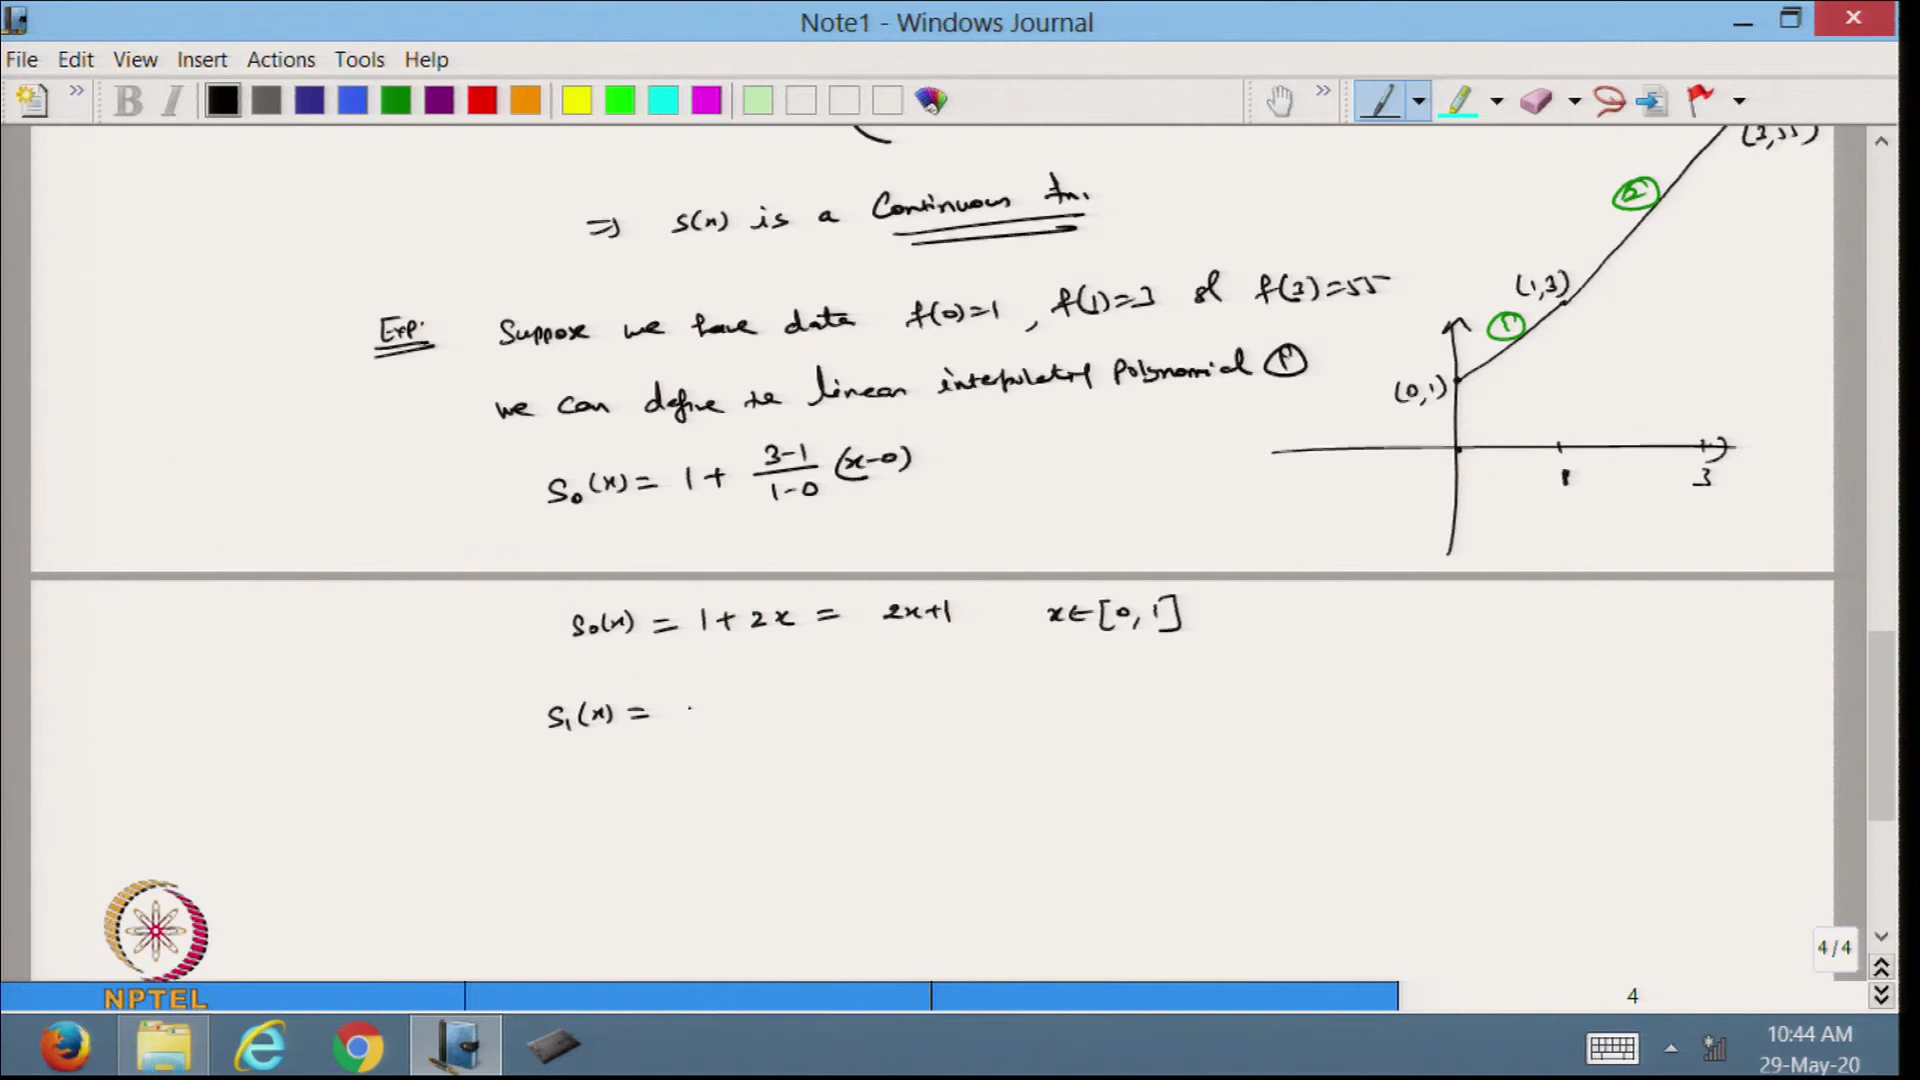 Note1 - Windows Journal
File Edit View Insert Actions Tools Help
B I
(3,55)
⇒ s(x) is a Continuous fn.
②
Exp: Suppose we have data f(0)=1, f(1)=3 & f(3)=55
(1,3)
①
we can define the linear interpolating polynomial ①
(0,1)
S₀(x) = 1 + \frac{3-1}{1-0} (x-0)
1 3
S₀(x) = 1 + 2x = 2x+1 x∈[0, 1]
S₁(x) =
4 / 4
NPTEL
4
10:44 AM
29-May-20